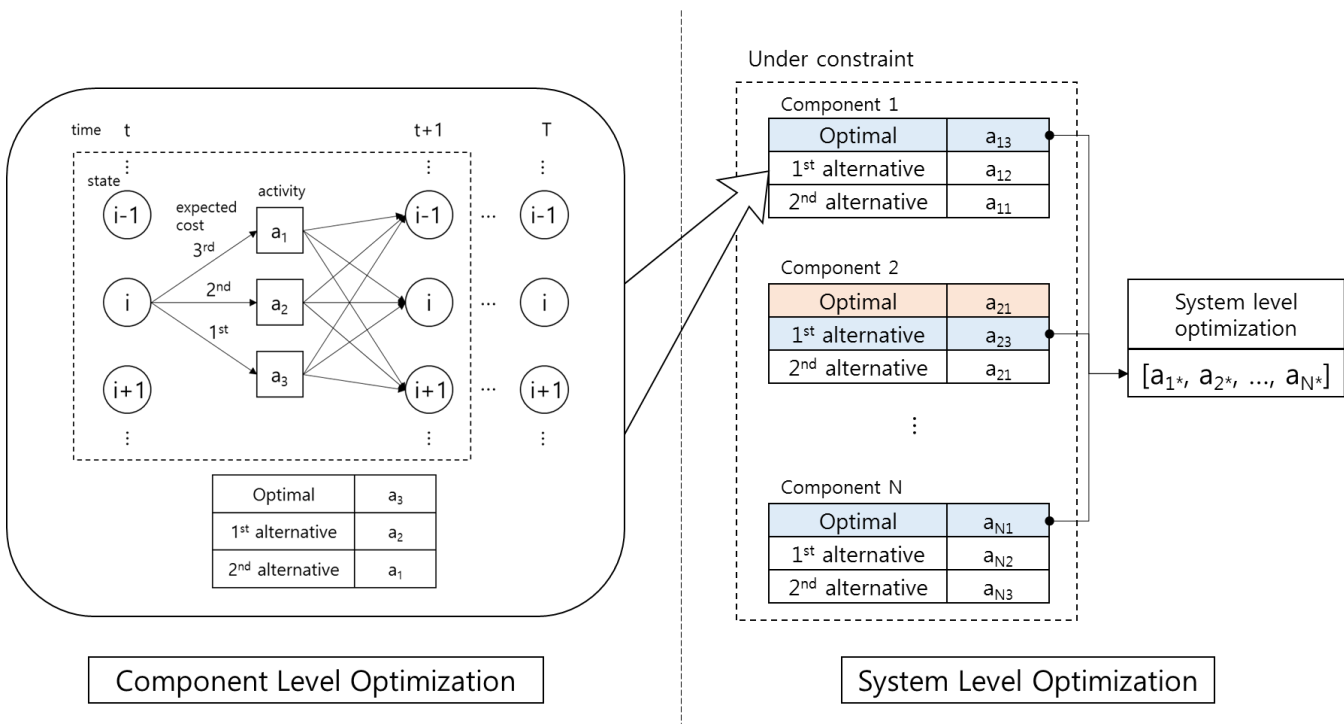 time t t+1 T
⋮ ⋮ ⋮
state
activity
i-1 expected
cost
a1 i-1 ... i-1
3rd
i 2nd a2 i ... i
1st
i+1 a3 i+1 ... i+1
⋮ ⋮ ⋮
Optimal a3
1st alternative a2
2nd alternative a1
Component Level Optimization
Under constraint
Component 1
Optimal a13
1st alternative a12
2nd alternative a11
Component 2
Optimal a21
1st alternative a23
2nd alternative a21
⋮
Component N
Optimal aN1
1st alternative aN2
2nd alternative aN3
System level
optimization
[a1*, a2*, ..., aN*]
System Level Optimization